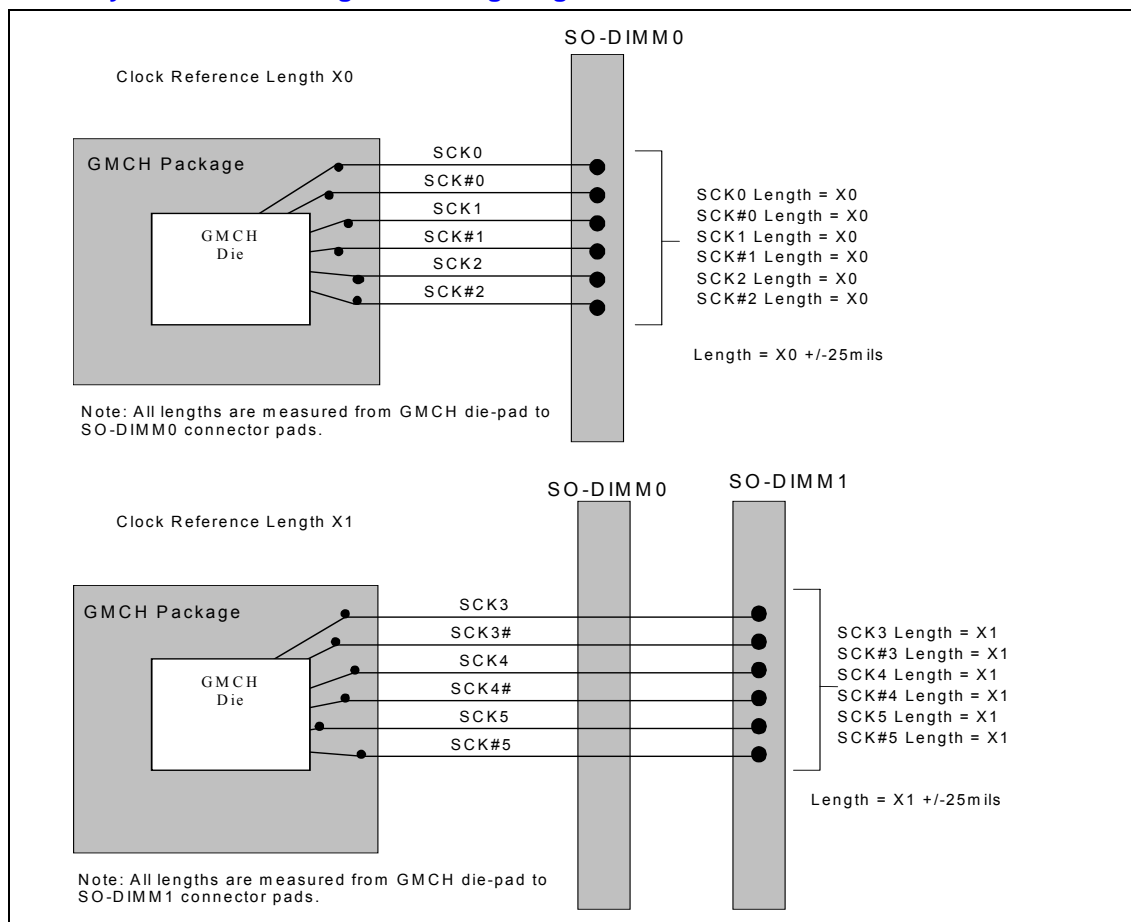 SO-DIMM0
Clock Reference Length X0
GMCH Package
GMCH
Die
SCK0
SCK#0
SCK1
SCK#1
SCK2
SCK#2
SCK0 Length = X0
SCK#0 Length = X0
SCK1 Length = X0
SCK#1 Length = X0
SCK2 Length = X0
SCK#2 Length = X0
Length = X0 +/-25mils
Note: All lengths are measured from GMCH die-pad to
SO-DIMM0 connector pads.
SO-DIMM0
SO-DIMM1
Clock Reference Length X1
GMCH Package
GMCH
Die
SCK3
SCK3#
SCK4
SCK4#
SCK5
SCK#5
SCK3 Length = X1
SCK#3 Length = X1
SCK4 Length = X1
SCK#4 Length = X1
SCK5 Length = X1
SCK#5 Length = X1
Length = X1 +/-25mils
Note: All lengths are measured from GMCH die-pad to
SO-DIMM1 connector pads.